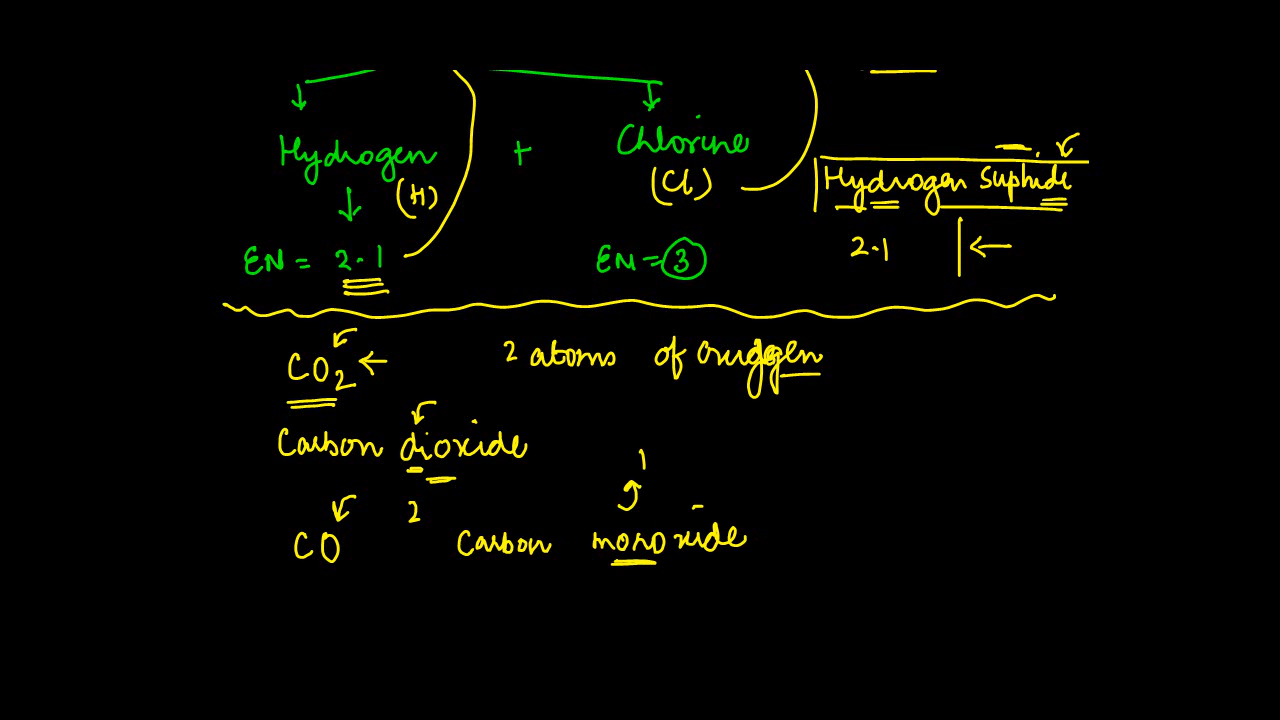 Hydrogen + Chlorine
(H) (Cl)
Hydrogen Suphide
EN = 2.1 EN = 3 2.1
CO2 2 atoms of oxygen
Carbon dioxide
1
2
CO Carbon monoxide